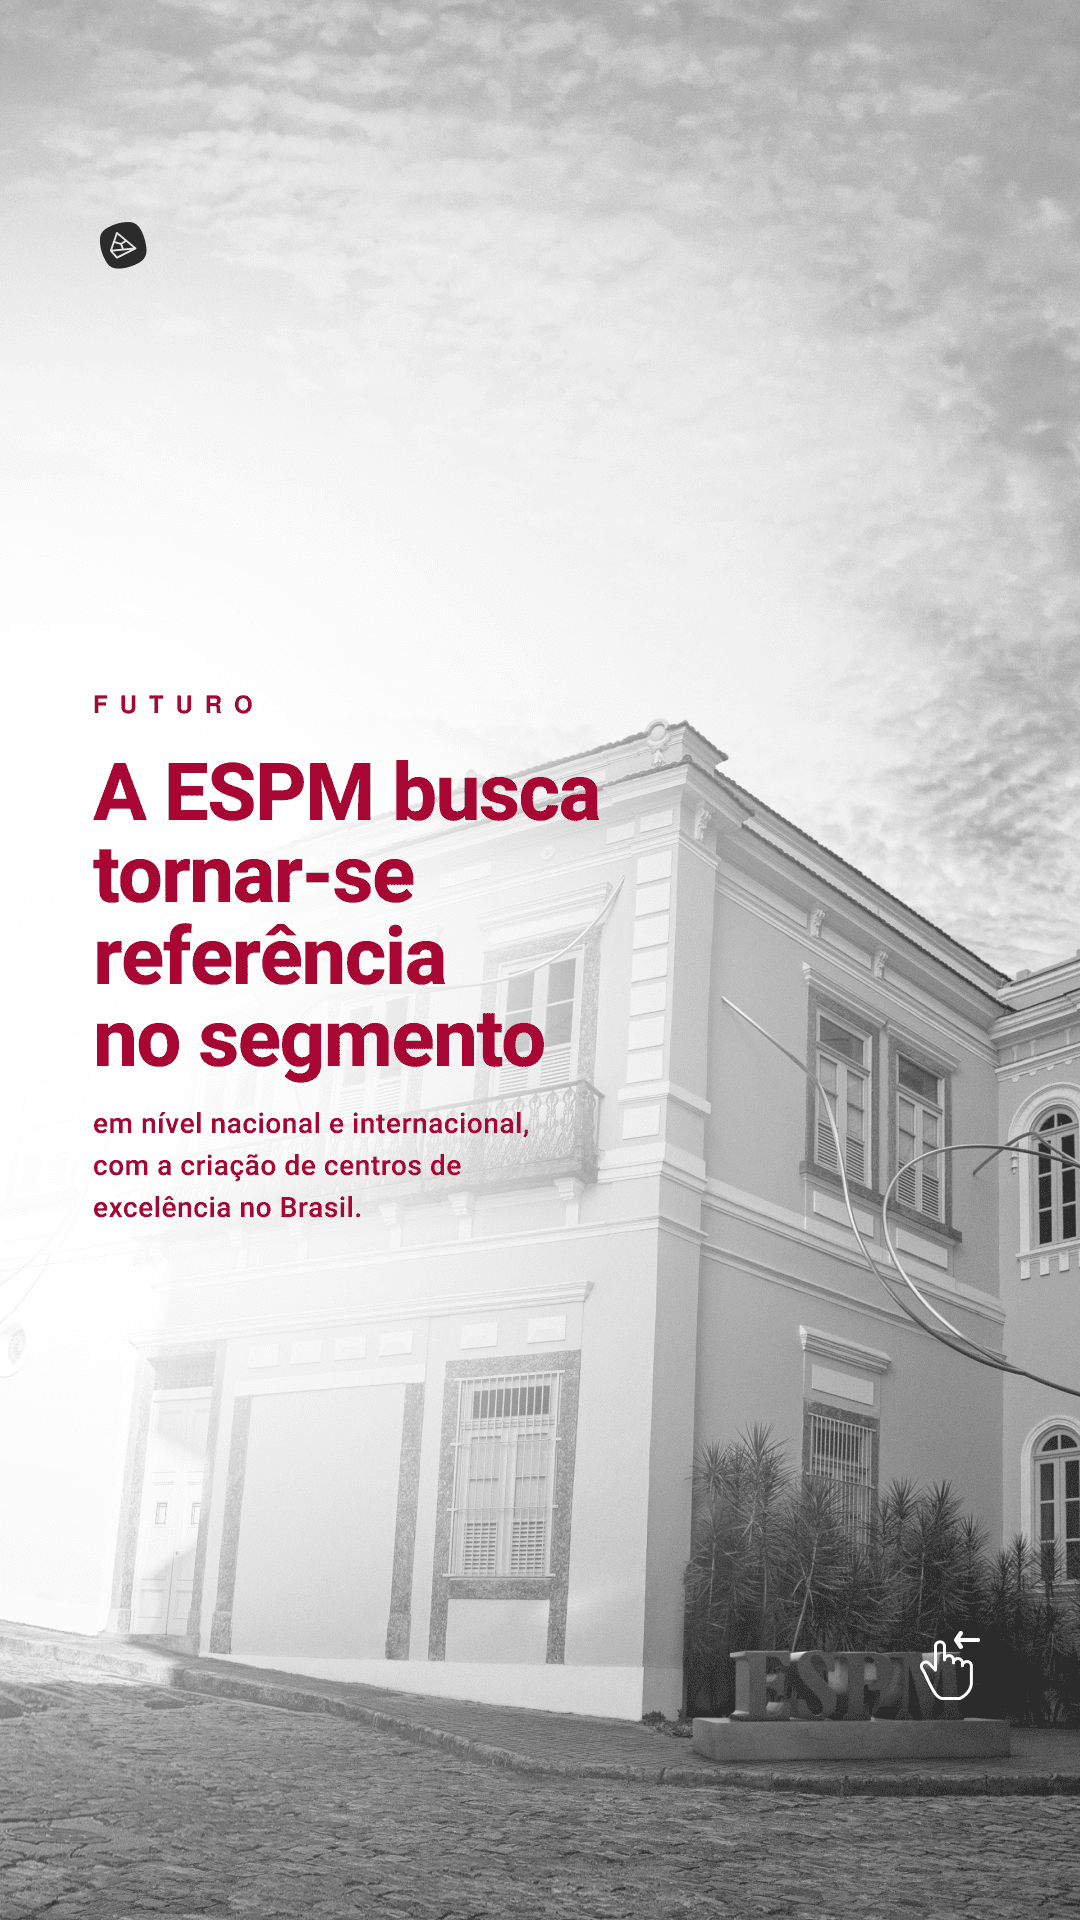 FUTURO
A ESPM busca
tornar-se
referência
no segmento
em nível nacional e internacional,
com a criação de centros de
excelência no Brasil.
ESPM